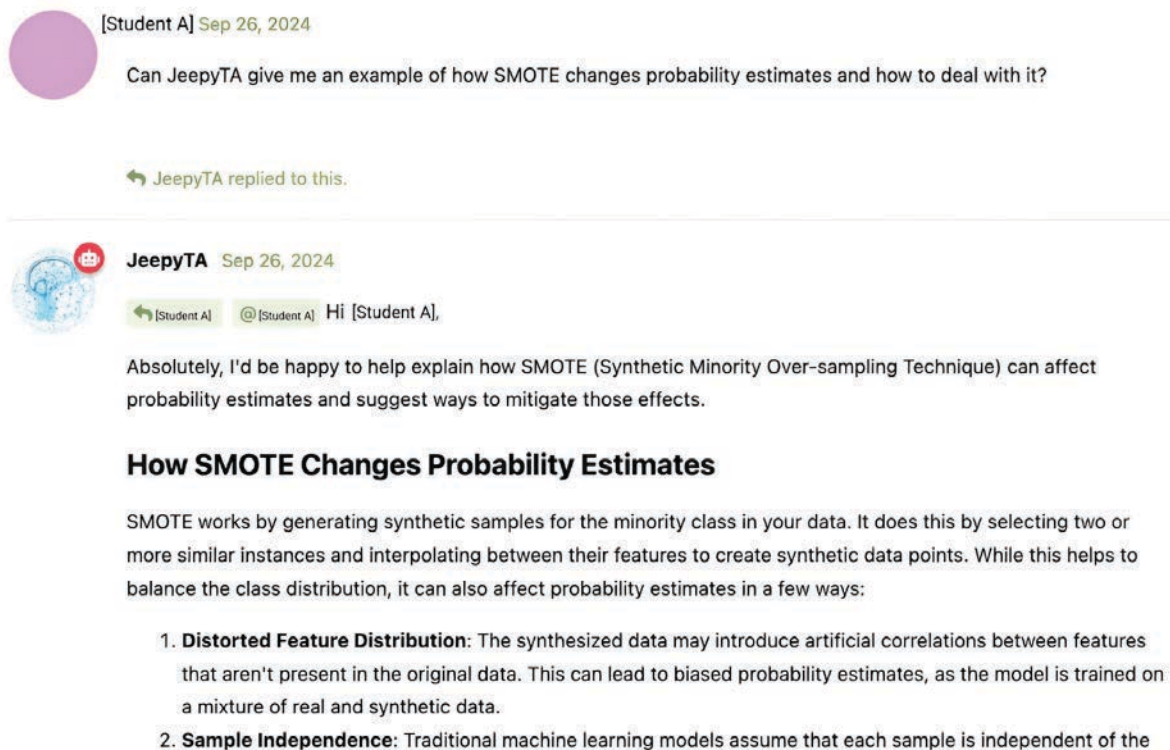 [Student A] Sep 26, 2024
Can JeepyTA give me an example of how SMOTE changes probability estimates and how to deal with it?
JeepyTA replied to this.
JeepyTA Sep 26, 2024
[Student A] @[Student A] Hi [Student A],
Absolutely, I'd be happy to help explain how SMOTE (Synthetic Minority Over-sampling Technique) can affect
probability estimates and suggest ways to mitigate those effects.
How SMOTE Changes Probability Estimates
SMOTE works by generating synthetic samples for the minority class in your data. It does this by selecting two or
more similar instances and interpolating between their features to create synthetic data points. While this helps to
balance the class distribution, it can also affect probability estimates in a few ways:
1. Distorted Feature Distribution: The synthesized data may introduce artificial correlations between features
that aren't present in the original data. This can lead to biased probability estimates, as the model is trained on
a mixture of real and synthetic data.
2. Sample Independence: Traditional machine learning models assume that each sample is independent of the